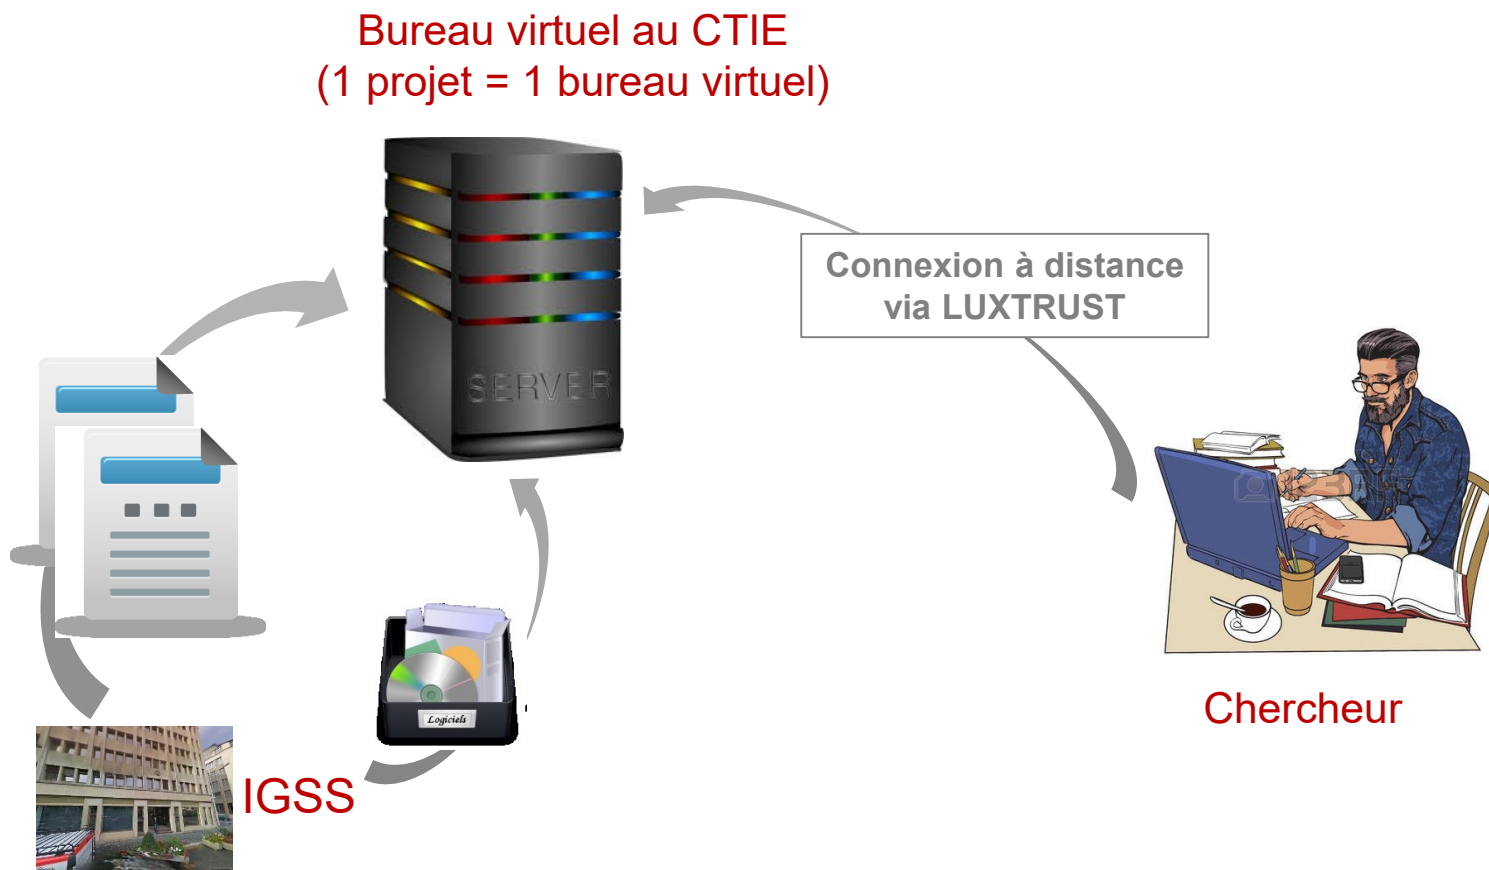 Bureau virtuel au CTIE
(1 projet = 1 bureau virtuel)
Connexion à distance
via LUXTRUST
SERVER
Logiciels
Chercheur
IGSS